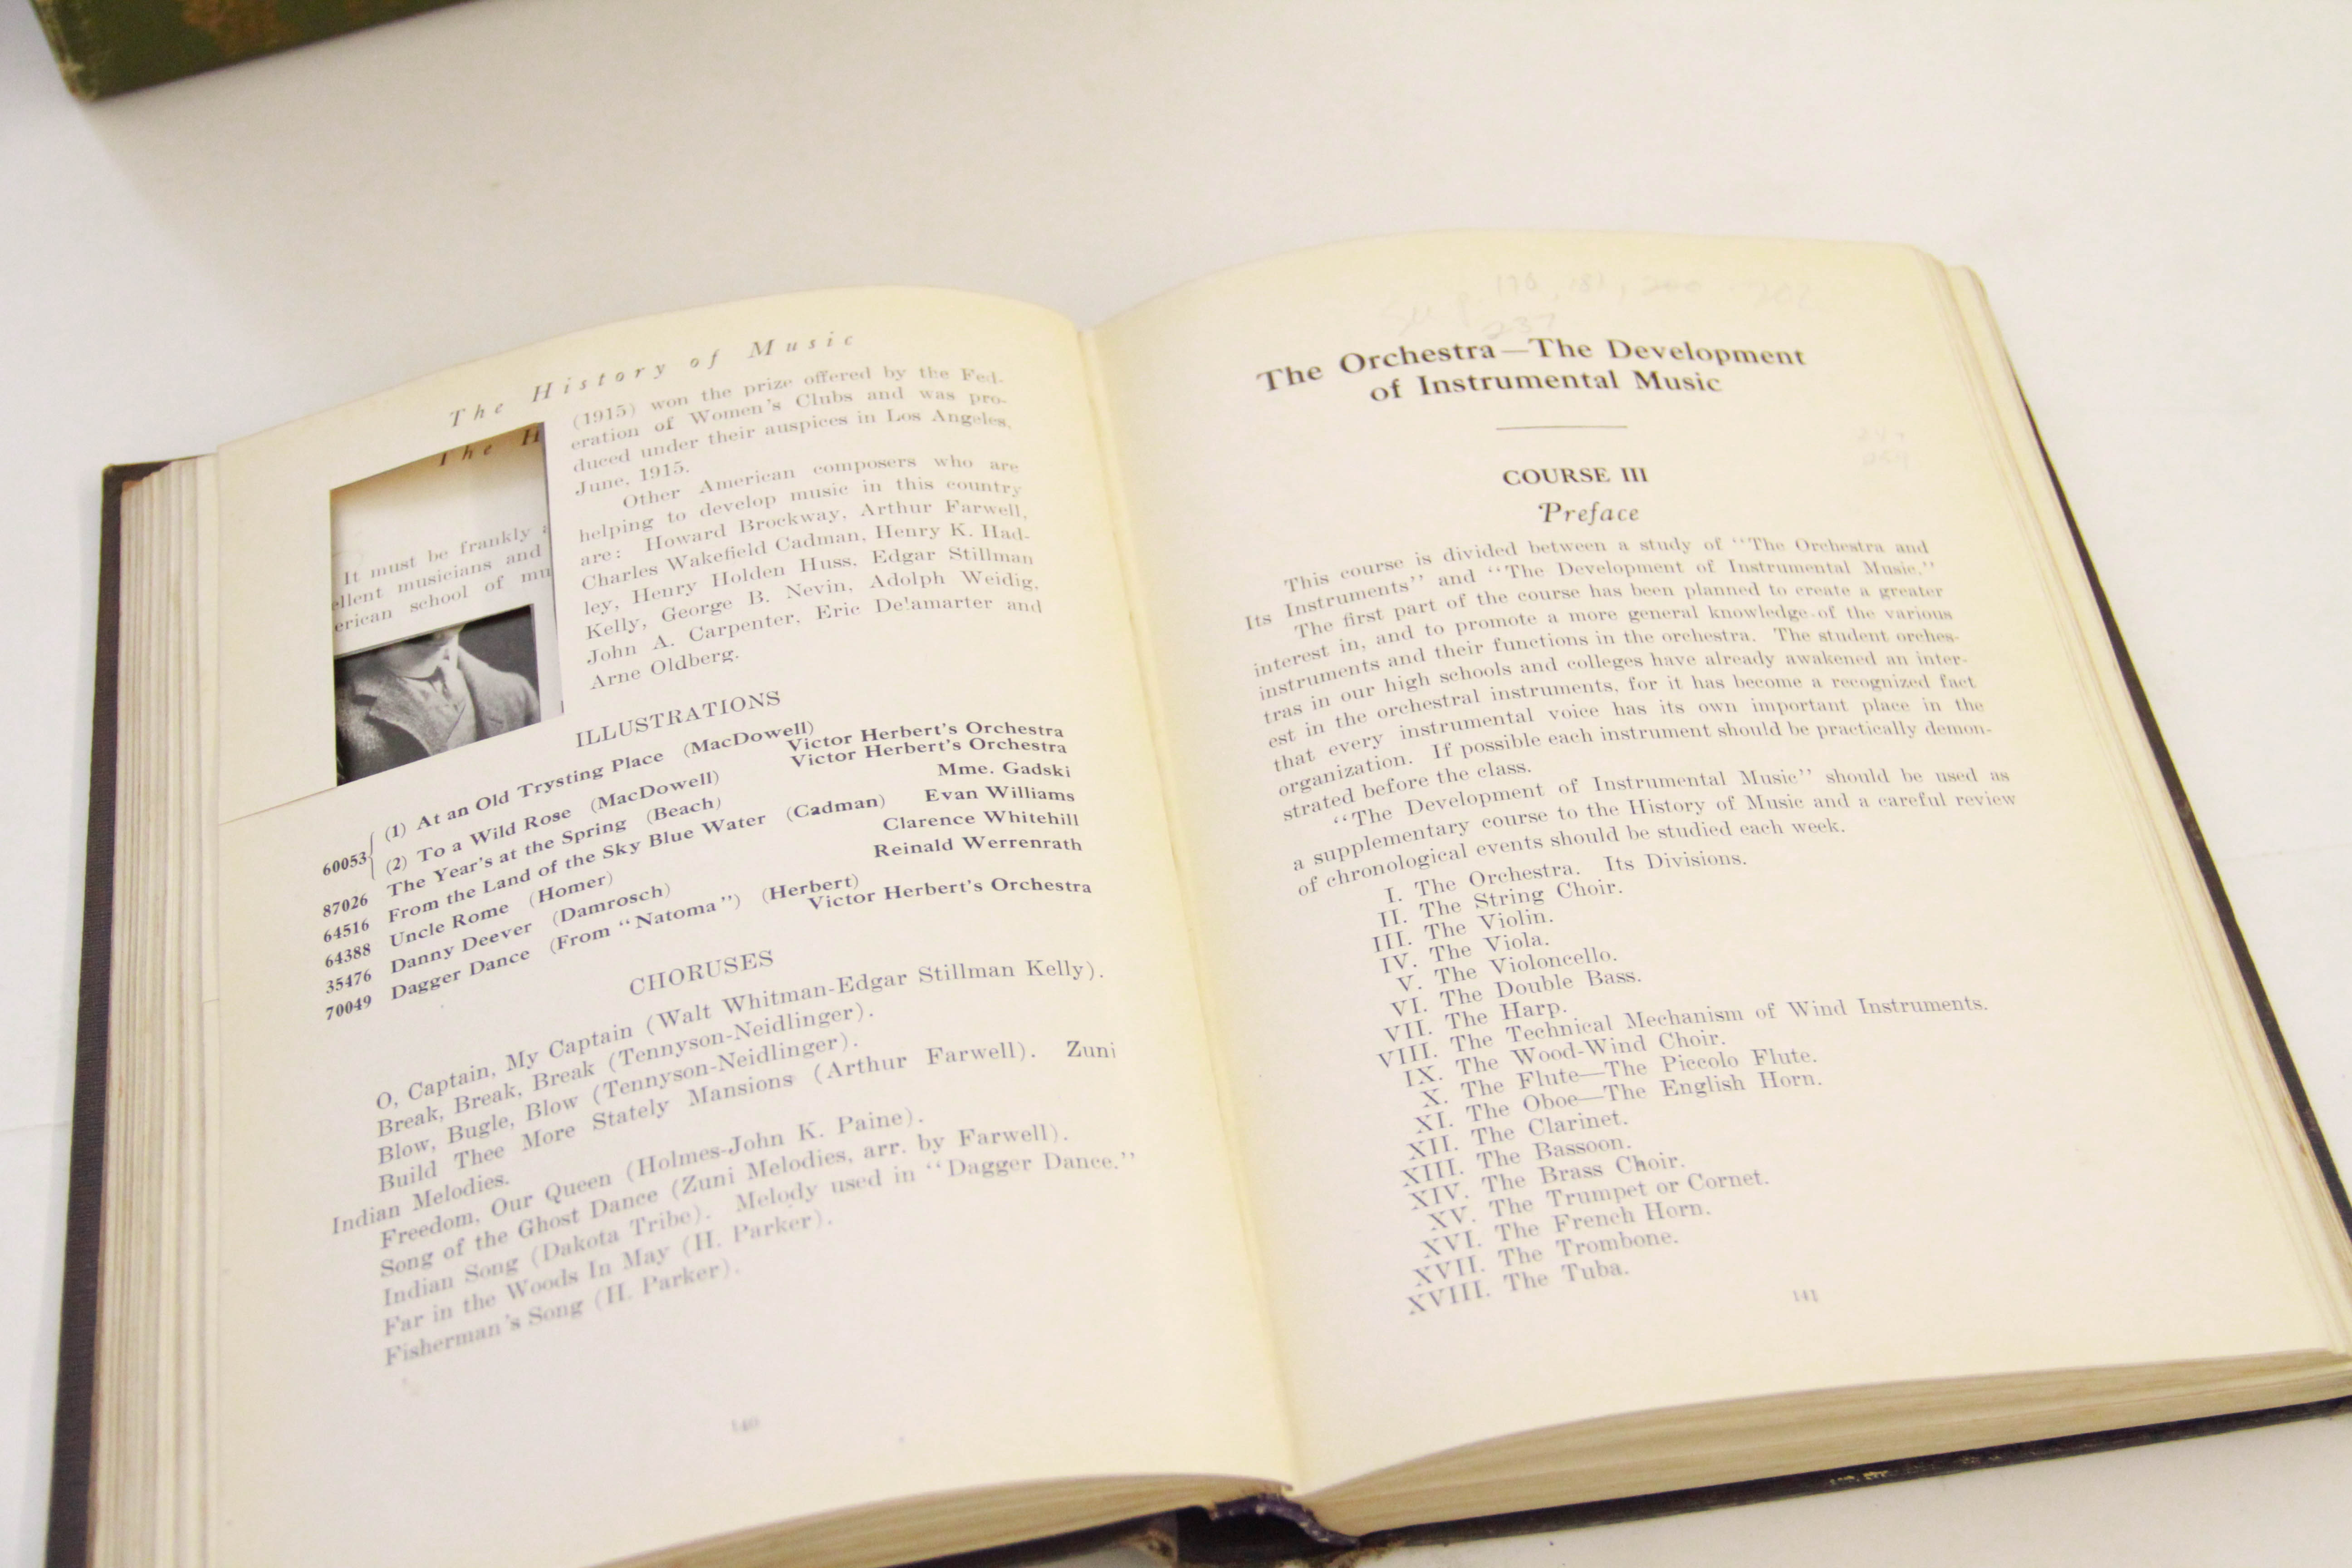 The History of Music
The H
It must be frankly
ellent musicians and
erican school of mu
(1915) won the prize offered by the Fed-
eration of Women's Clubs and was pro-
duced under their auspices in Los Angeles,
June, 1915.
Other American composers who are
helping to develop music in this country
are: Howard Brockway, Arthur Farwell,
Charles Wakefield Cadman, Henry K. Had-
ley, Henry Holden Huss, Edgar Stillman
Kelly, George B. Nevin, Adolph Weidig,
John A. Carpenter, Eric Delamarter and
Arne Oldberg.
ILLUSTRATIONS
60053 { (1) At an Old Trysting Place (MacDowell) Victor Herbert's Orchestra
(2) To a Wild Rose (MacDowell) Victor Herbert's Orchestra
87026 The Year's at the Spring (Beach) Mme. Gadski
64516 From the Land of the Sky Blue Water (Cadman) Evan Williams
64388 Uncle Rome (Homer) Clarence Whitehill
35476 Danny Deever (Damrosch) Reinald Werrenrath
70049 Dagger Dance (From "Natoma") (Herbert)
Victor Herbert's Orchestra
CHORUSES
O, Captain, My Captain (Walt Whitman-Edgar Stillman Kelly).
Break, Break, Break (Tennyson-Neidlinger).
Blow, Bugle, Blow (Tennyson-Neidlinger).
Build Thee More Stately Mansions (Arthur Farwell). Zuni
Indian Melodies.
Freedom, Our Queen (Holmes-John K. Paine).
Song of the Ghost Dance (Zuni Melodies, arr. by Farwell).
Indian Song (Dakota Tribe). Melody used in "Dagger Dance."
Far in the Woods In May (H. Parker).
Fisherman's Song (H. Parker).
140
237
The Orchestra—The Development
of Instrumental Music
COURSE III
Preface
This course is divided between a study of "The Orchestra and
Its Instruments" and "The Development of Instrumental Music."
The first part of the course has been planned to create a greater
interest in, and to promote a more general knowledge of the various
instruments and their functions in the orchestra. The student orches-
tras in our high schools and colleges have already awakened an inter-
est in the orchestral instruments, for it has become a recognized fact
that every instrumental voice has its own important place in the
organization. If possible each instrument should be practically demon-
strated before the class.
"The Development of Instrumental Music" should be used as
a supplementary course to the History of Music and a careful review
of chronological events should be studied each week.
I. The Orchestra. Its Divisions.
II. The String Choir.
III. The Violin.
IV. The Viola.
V. The Violoncello.
VI. The Double Bass.
VII. The Harp.
VIII. The Technical Mechanism of Wind Instruments.
IX. The Wood-Wind Choir.
X. The Flute—The Piccolo Flute.
XI. The Oboe—The English Horn.
XII. The Clarinet.
XIII. The Bassoon.
XIV. The Brass Choir.
XV. The Trumpet or Cornet.
XVI. The French Horn.
XVII. The Trombone.
XVIII. The Tuba.
141